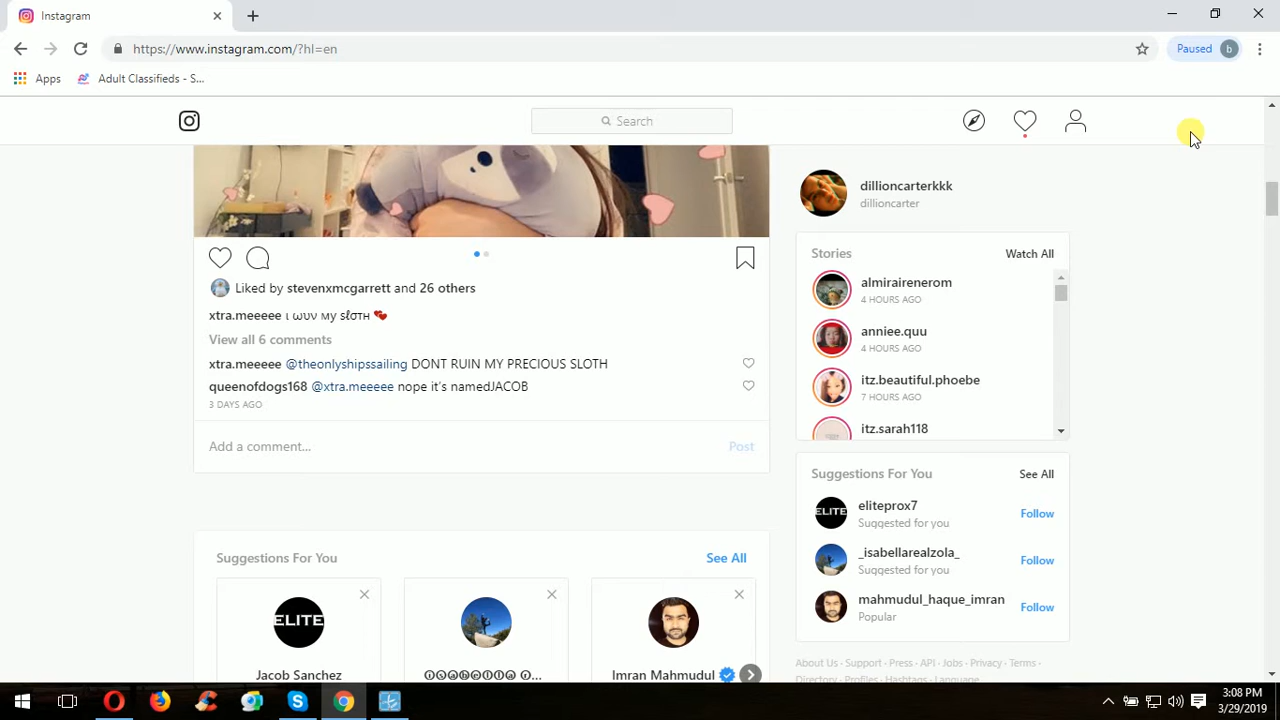 Instagram
https://www.instagram.com/?hl=en
Paused b
Apps Adult Classifieds - S...
Search
dillioncarterkkk
dillioncarter
Stories Watch All
almirairenerom
4 HOURS AGO
anniee.quu
4 HOURS AGO
itz.beautiful.phoebe
7 HOURS AGO
itz.sarah118
Liked by stevenxmcgarrett and 26 others
xtra.meeeee ι ωυν мy ѕℓσтн
View all 6 comments
xtra.meeeee @theonlyshipssailing DONT RUIN MY PRECIOUS SLOTH
queenofdogs168 @xtra.meeeee nope it's namedJACOB
3 DAYS AGO
Add a comment... Post
Suggestions For You See All
ELITE eliteprox7
Suggested for you
Follow
_isabellarealzola_
Suggested for you
Follow
mahmudul_haque_imran
Popular
Follow
About Us · Support · Press · API · Jobs · Privacy · Terms ·
Directory · Profiles · Hashtags · Language
Suggestions For You See All
ELITE
Jacob Sanchez
Imran Mahmudul
3:08 PM
3/29/2019